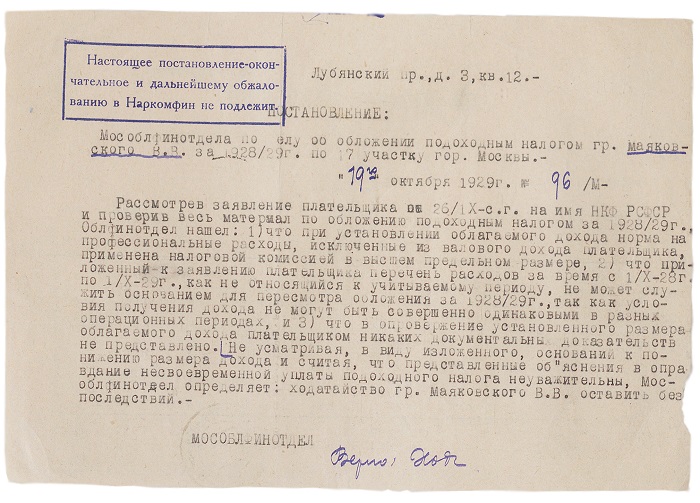 Настоящее постановление-окон-
чательное и дальнейшему обжало-
ванию в Наркомфин не подлежит.
Лубянский пр.,д. 3,кв.12.-
ПОСТАНОВЛЕНИЕ:
Мособлфинотдела по елу об обложении подоходным налогом гр. Маяков-
ского В.В. за 1928/29г. по 17 участку гор. Москвы.-
"19го" октября 1929г. № 96 /М-
Рассмотрев заявление плательщика от 26/IХ-с.г. на имя НКФ РСФСР
и проверив весь материал по обложению подоходным налогом за 1928/29г.,
Облфинотдел нашел: 1)что при установлении облагаемого дохода норма на
профессиональные расходы, исключенные из валового дохода плательщика,
применена налоговой комиссией в высшем предельном размере, 2) что при-
ложенный к заявлению плательщика перечень расходов за время с 1/Х-28г.
по 1/Х-29г.,как не относящийся к учитываемому периоду, не может слу-
жить основанием для пересмотра обложения за 1928/29г.,так как усло-
вия получения дохода не могут быть совершенно одинаковыми в разных
операционных периодах, и 3) что в опровержение установленного размера
облагаемого дохода плательщиком никаких документальны доказательств
не представлено. Не усматривая, в виду изложенного, оснований к по-
нижению размера дохода и считая, что представленные об"яснения в опра
вдание несвоевременной уплаты подоходного налога неуважительны, Мос-
облфинотдел определяет: ходатайство гр. Маяковского В.В. оставить без
последствий.-
МОСОБЛФИНОТДЕЛ
Верно: